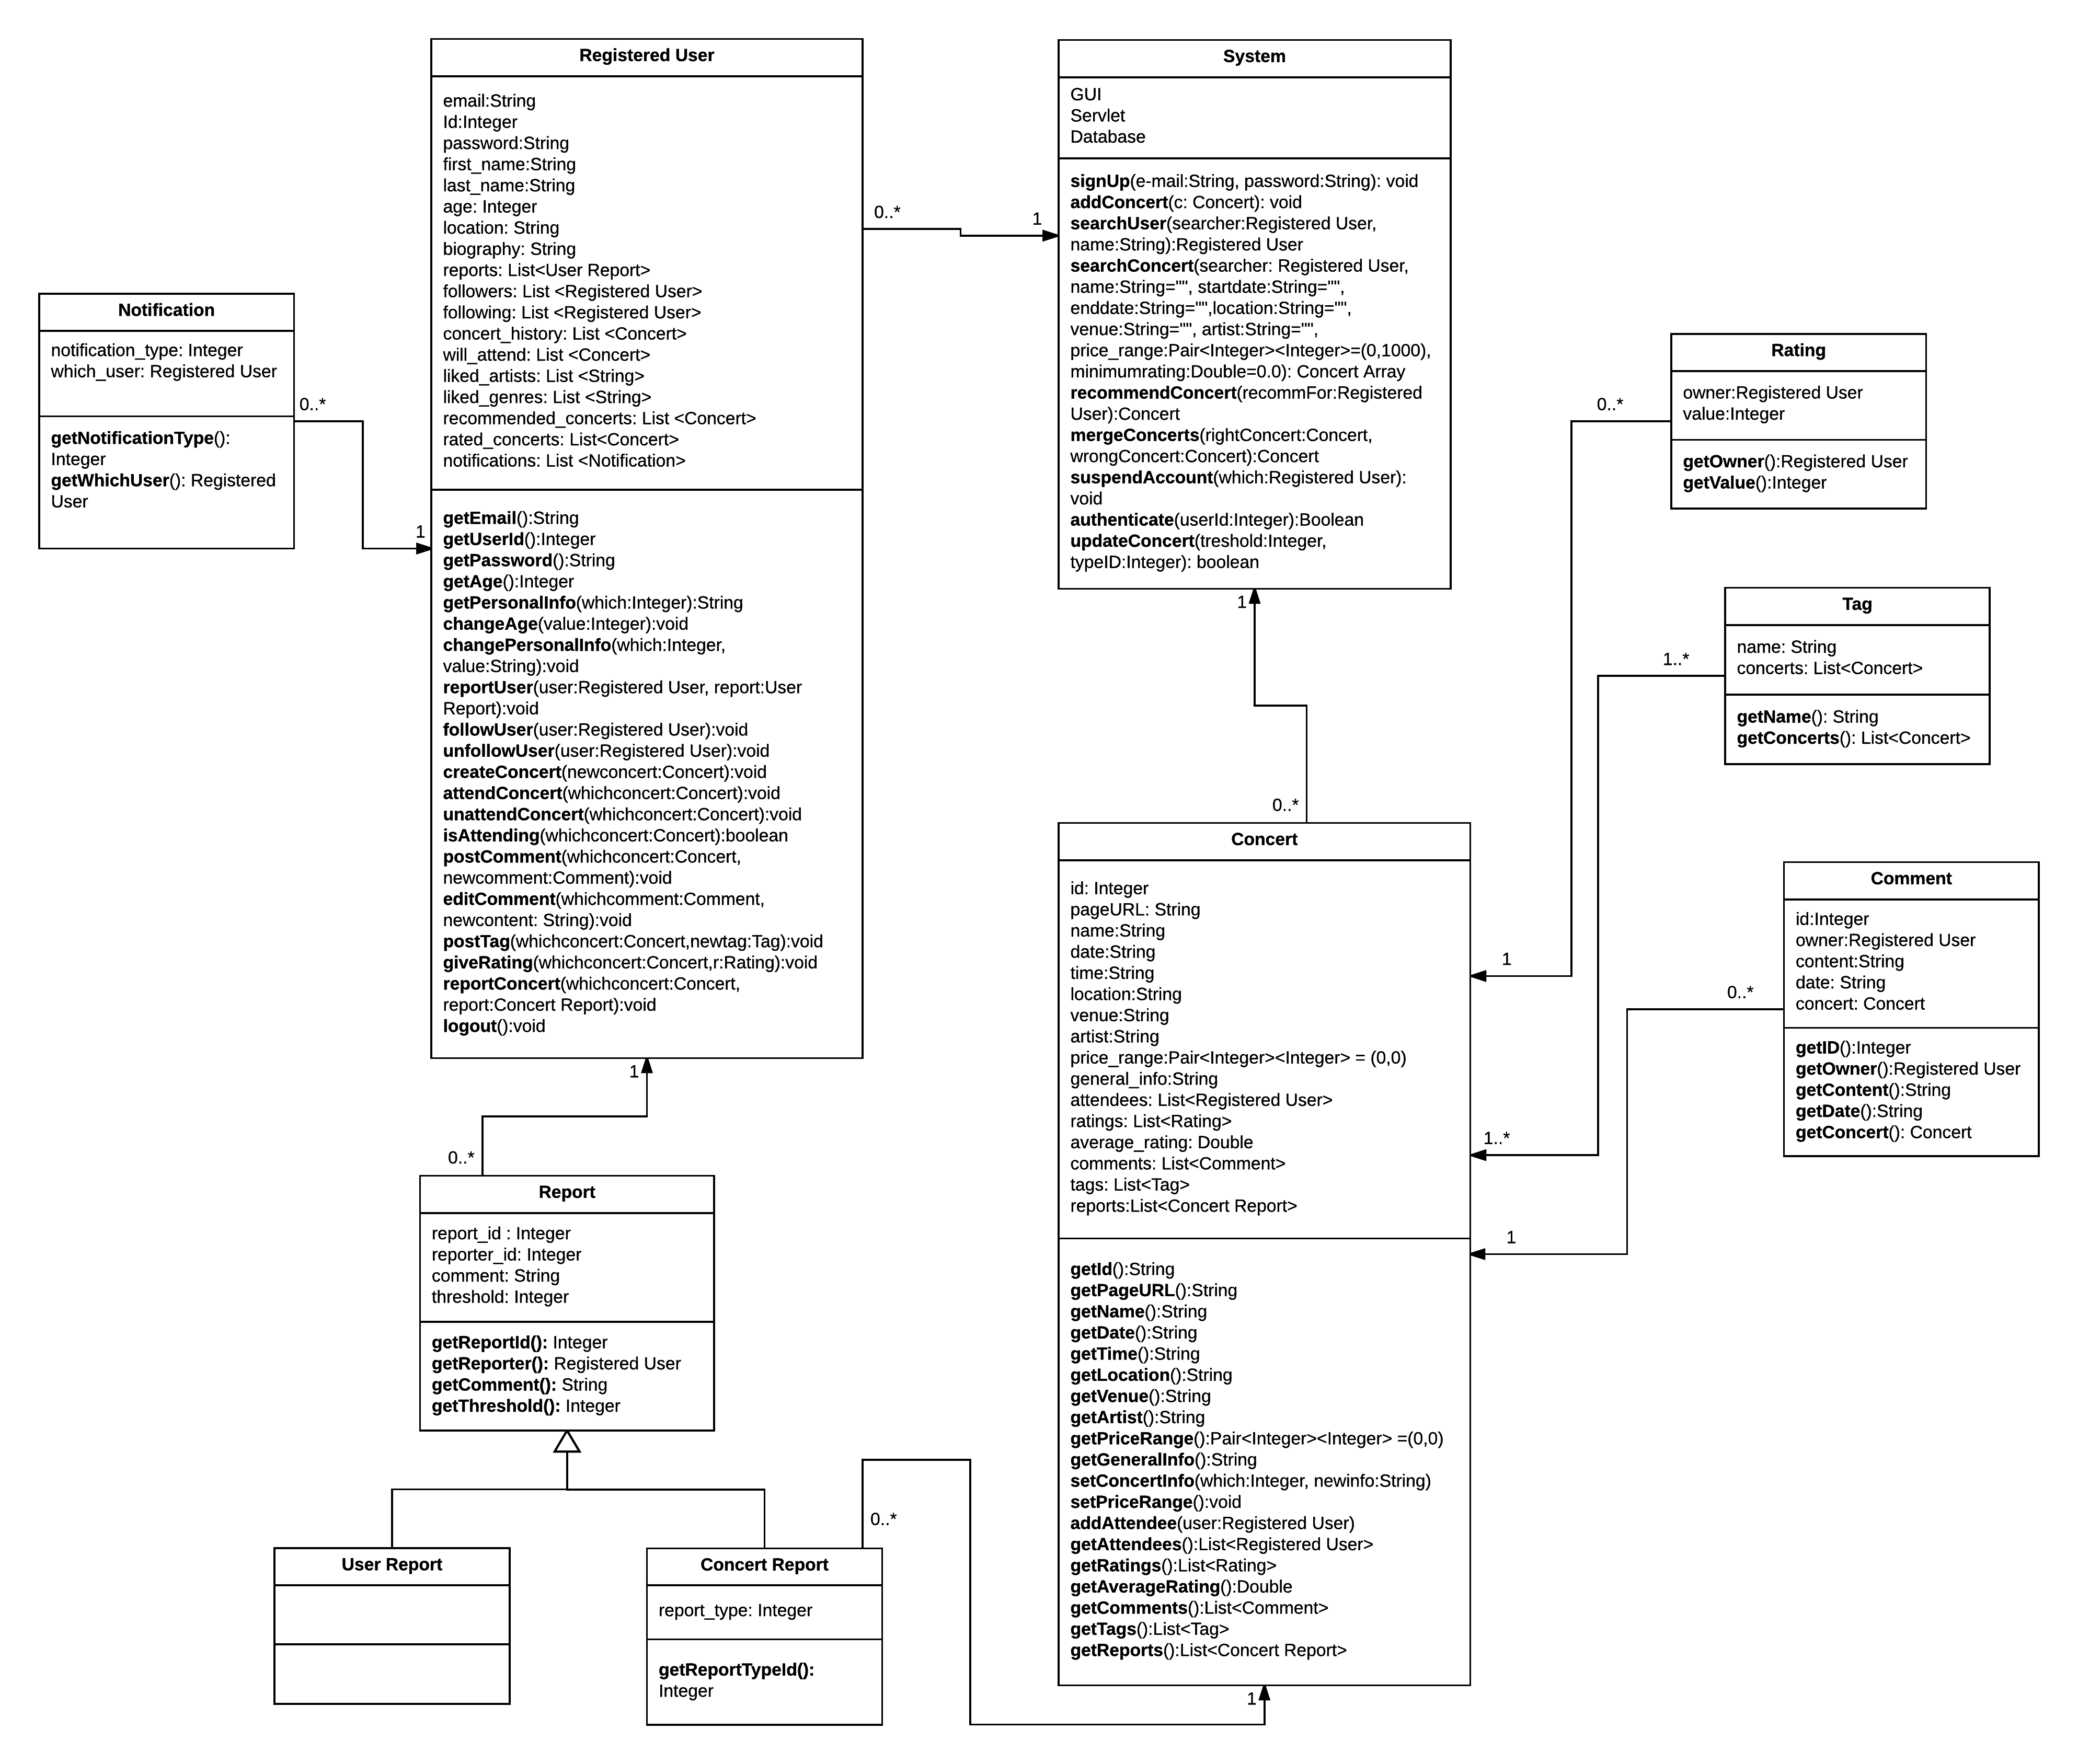 Registered User
email:String
Id:Integer
password:String
first_name:String
last_name:String
age: Integer
location: String
biography: String
reports: List<User Report>
followers: List <Registered User>
following: List <Registered User>
concert_history: List <Concert>
will_attend: List <Concert>
liked_artists: List <String>
liked_genres: List <String>
recommended_concerts: List <Concert>
rated_concerts: List<Concert>
notifications: List <Notification>
getEmail():String
getUserId():Integer
getPassword():String
getAge():Integer
getPersonalInfo(which:Integer):String
changeAge(value:Integer):void
changePersonalInfo(which:Integer,
value:String):void
reportUser(user:Registered User, report:User
Report):void
followUser(user:Registered User):void
unfollowUser(user:Registered User):void
createConcert(newconcert:Concert):void
attendConcert(whichconcert:Concert):void
unattendConcert(whichconcert:Concert):void
isAttending(whichconcert:Concert):boolean
postComment(whichconcert:Concert,
newcomment:Comment):void
editComment(whichcomment:Comment,
newcontent: String):void
postTag(whichconcert:Concert,newtag:Tag):void
giveRating(whichconcert:Concert,r:Rating):void
reportConcert(whichconcert:Concert,
report:Concert Report):void
logout():void
0..*
1
System
GUI
Servlet
Database
signUp(e-mail:String, password:String): void
addConcert(c: Concert): void
searchUser(searcher:Registered User,
name:String):Registered User
searchConcert(searcher: Registered User,
name:String="", startdate:String="",
enddate:String="",location:String="",
venue:String="", artist:String="",
price_range:Pair<Integer><Integer>=(0,1000),
minimumrating:Double=0.0): Concert Array
recommendConcert(recommFor:Registered
User):Concert
mergeConcerts(rightConcert:Concert,
wrongConcert:Concert):Concert
suspendAccount(which:Registered User):
void
authenticate(userId:Integer):Boolean
updateConcert(treshold:Integer,
typeID:Integer): boolean
Notification
notification_type: Integer
which_user: Registered User
getNotificationType():
Integer
getWhichUser(): Registered
User
0..*
1
Rating
owner:Registered User
value:Integer
getOwner():Registered User
getValue():Integer
0..*
1
Tag
name: String
concerts: List<Concert>
getName(): String
getConcerts(): List<Concert>
1..*
1..*
Comment
id:Integer
owner:Registered User
content:String
date: String
concert: Concert
getID():Integer
getOwner():Registered User
getContent():String
getDate():String
getConcert(): Concert
0..*
1
1
0..*
Concert
id: Integer
pageURL: String
name:String
date:String
time:String
location:String
venue:String
artist:String
price_range:Pair<Integer><Integer> = (0,0)
general_info:String
attendees: List<Registered User>
ratings: List<Rating>
average_rating: Double
comments: List<Comment>
tags: List<Tag>
reports:List<Concert Report>
getId():String
getPageURL():String
getName():String
getDate():String
getTime():String
getLocation():String
getVenue():String
getArtist():String
getPriceRange():Pair<Integer><Integer> =(0,0)
getGeneralInfo():String
setConcertInfo(which:Integer, newinfo:String)
setPriceRange():void
addAttendee(user:Registered User)
getAttendees():List<Registered User>
getRatings():List<Rating>
getAverageRating():Double
getComments():List<Comment>
getTags():List<Tag>
getReports():List<Concert Report>
1
0..*
Report
report_id : Integer
reporter_id: Integer
comment: String
threshold: Integer
getReportId(): Integer
getReporter(): Registered User
getComment(): String
getThreshold(): Integer
User Report
Concert Report
report_type: Integer
getReportTypeId():
Integer
0..*
1